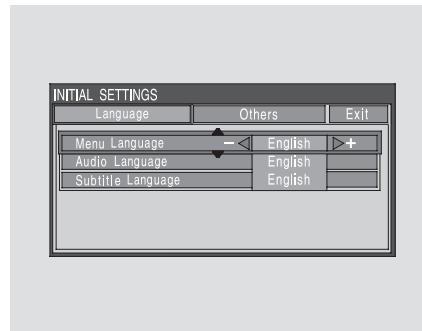 INITIAL SETTINGS
Language Others Exit
Menu Language − English +
Audio Language English
Subtitle Language English